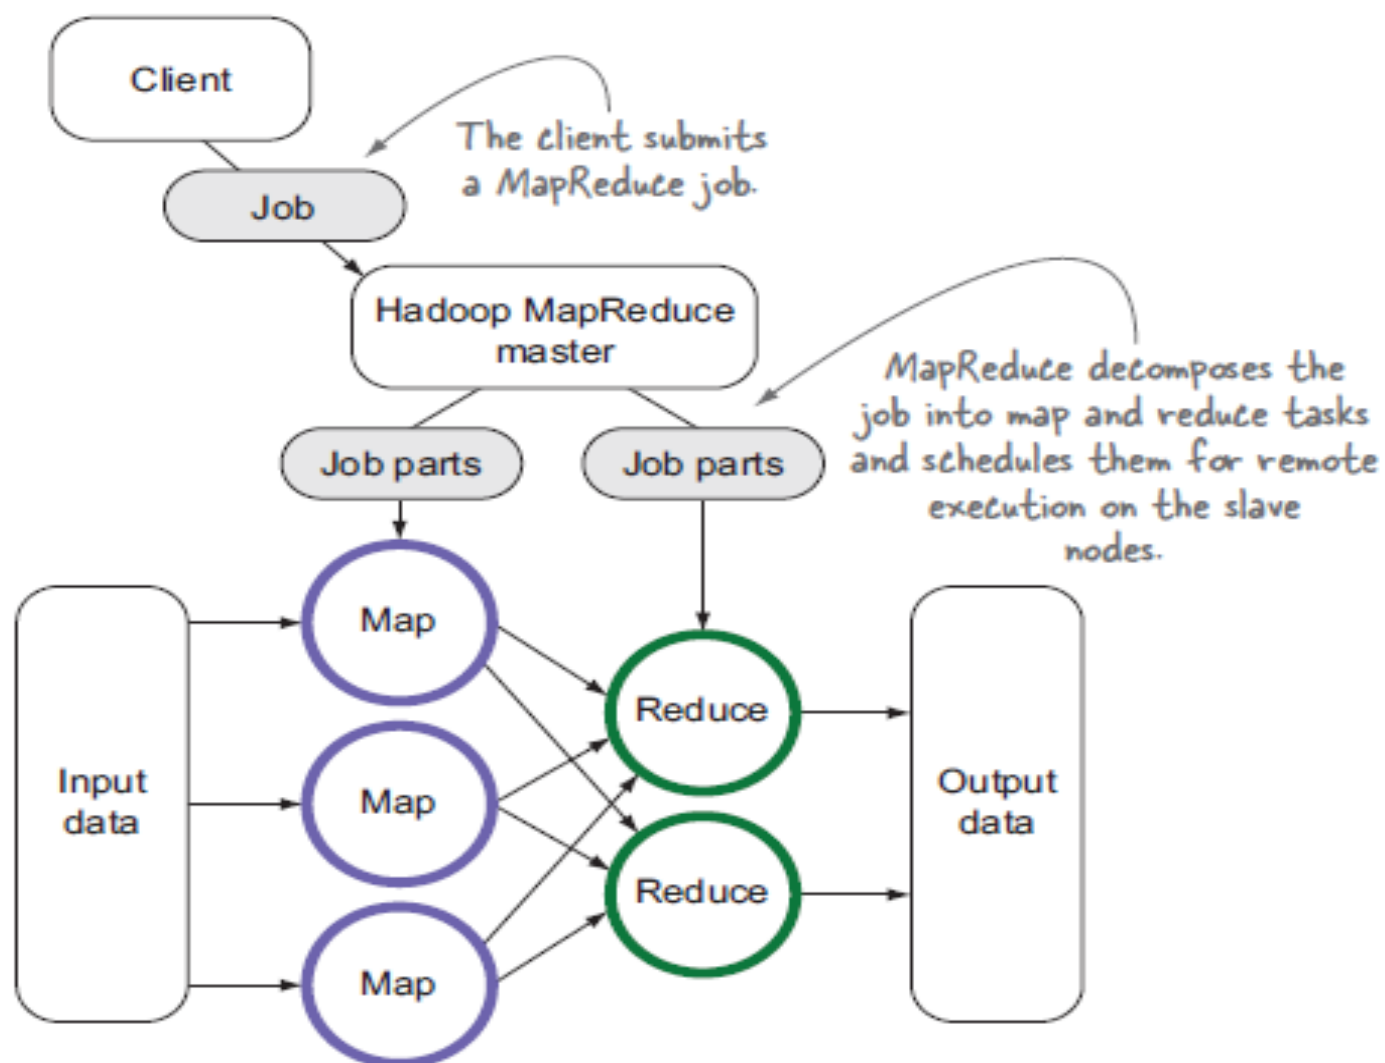 Client
The client submits
a MapReduce job.
Job
Hadoop MapReduce
master
MapReduce decomposes the
job into map and reduce tasks
and schedules them for remote
execution on the slave
nodes.
Job parts
Job parts
Map
Map
Map
Reduce
Reduce
Input
data
Output
data